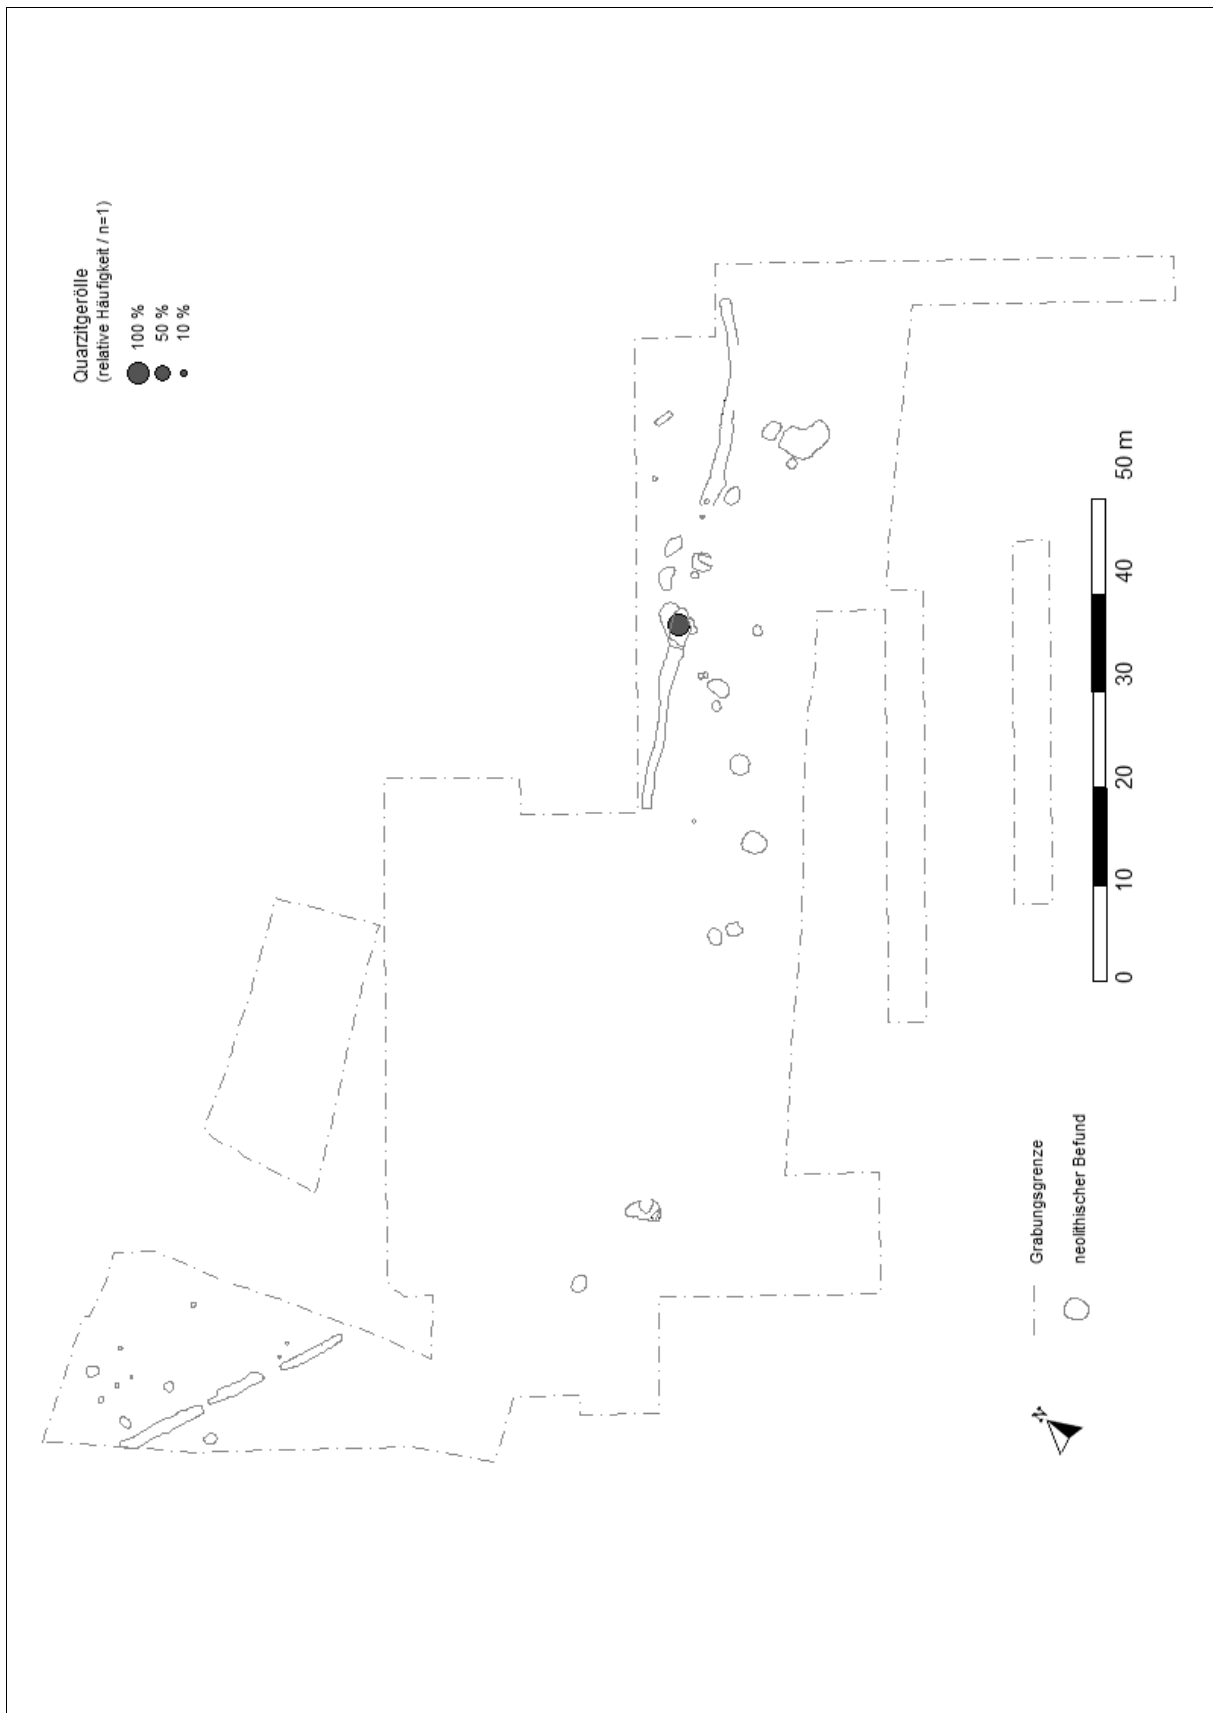 Quarzitgerölle
(relative Häufigkeit / n=1)
100 %
50 %
10 %
0 10 20 30 40 50 m
Grabungsgrenze
neolithischer Befund
N